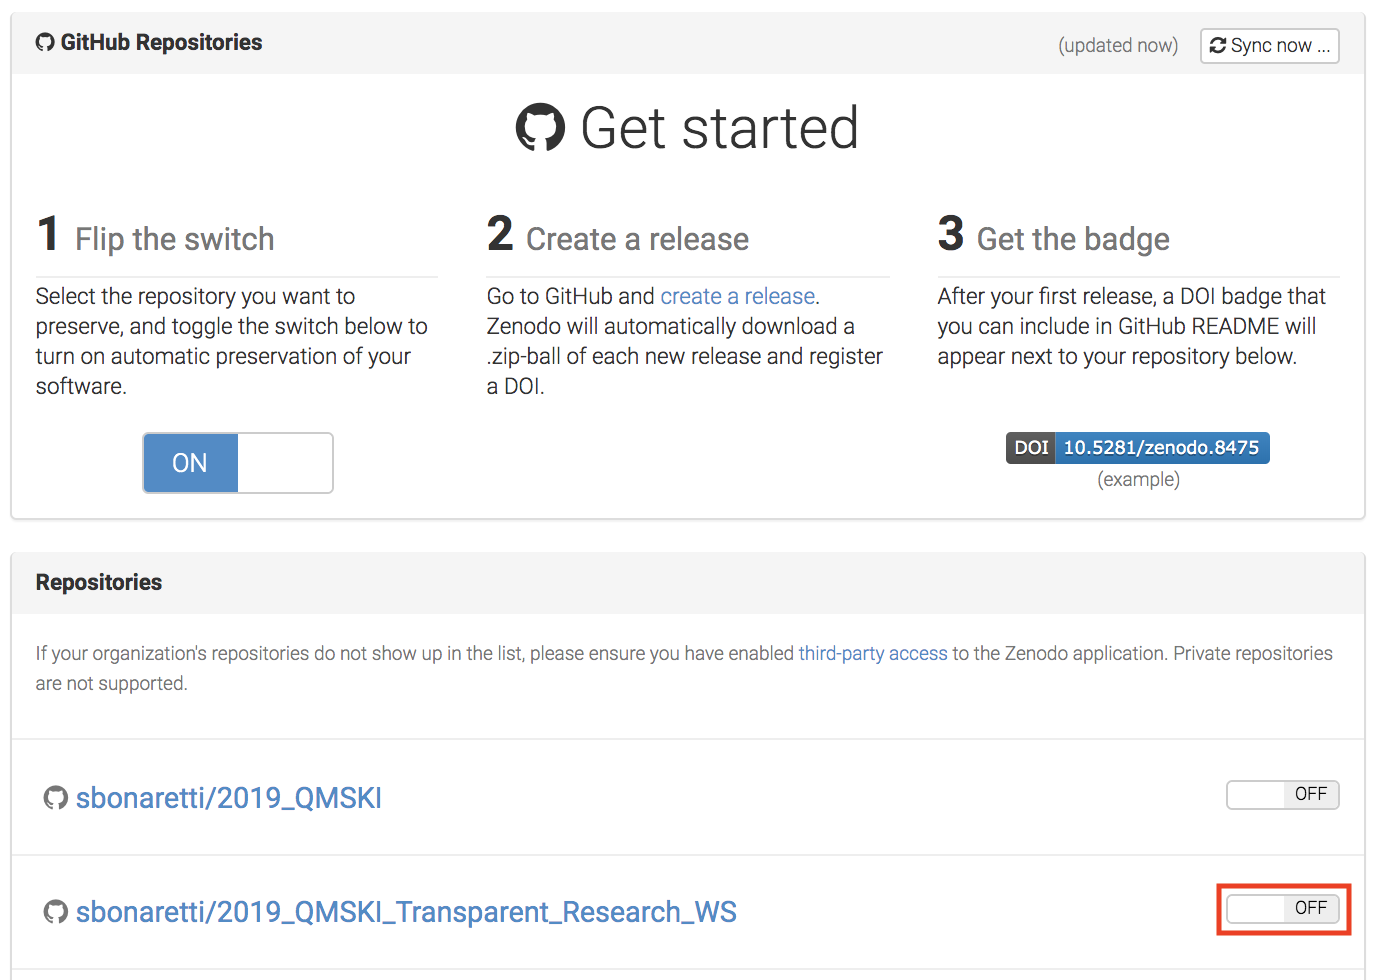 GitHub Repositories
(updated now)
Sync now ...
Get started
1 Flip the switch
Select the repository you want to
preserve, and toggle the switch below to
turn on automatic preservation of your
software.
ON
2 Create a release
Go to GitHub and create a release.
Zenodo will automatically download a
.zip-ball of each new release and register
a DOI.
3 Get the badge
After your first release, a DOI badge that
you can include in GitHub README will
appear next to your repository below.
DOI 10.5281/zenodo.8475
(example)
Repositories
If your organization's repositories do not show up in the list, please ensure you have enabled third-party access to the Zenodo application. Private repositories
are not supported.
sbonaretti/2019_QMSKI
OFF
sbonaretti/2019_QMSKI_Transparent_Research_WS
OFF